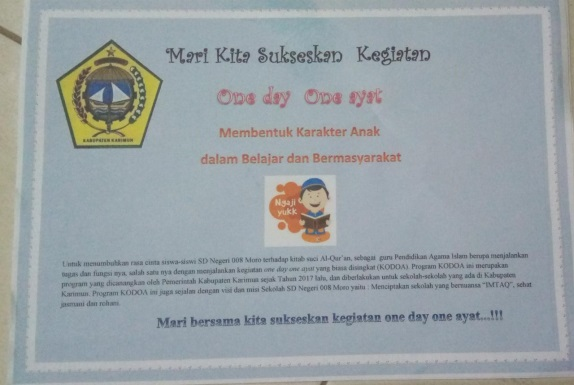 Mari Kita Sukseskan Kegiatan
One day One ayat
Membentuk Karakter Anak
dalam Belajar dan Bermasyarakat
KABUPATEN KARIMUN
Ngaji
yukk
Untuk menumbuhkan rasa cinta siswa-siswi SD Negeri 008 Moro terhadap kitab suci Al-Qur'an, sebagai guru Pendidikan Agama Islam berupa menjalankan
tugas dan fungsi nya, salah satu nya dengan menjalankan kegiatan one day one ayat yang biasa disingkat (KODOA). Program KODOA ini merupakan
program yang dicanangkan oleh Pemerintah Kabupaten Karimun sejak Tahun 2017 lalu, dan diberlakukan untuk sekolah-sekolah yang ada di Kabupaten
Karimun. Program KODOA ini juga sejalan dengan visi dan misi Sekolah SD Negeri 008 Moro yaitu : Menciptakan sekolah yang bernuansa "IMTAQ", sehat
jasmani dan rohani.
Mari bersama kita sukseskan kegiatan one day one ayat...!!!